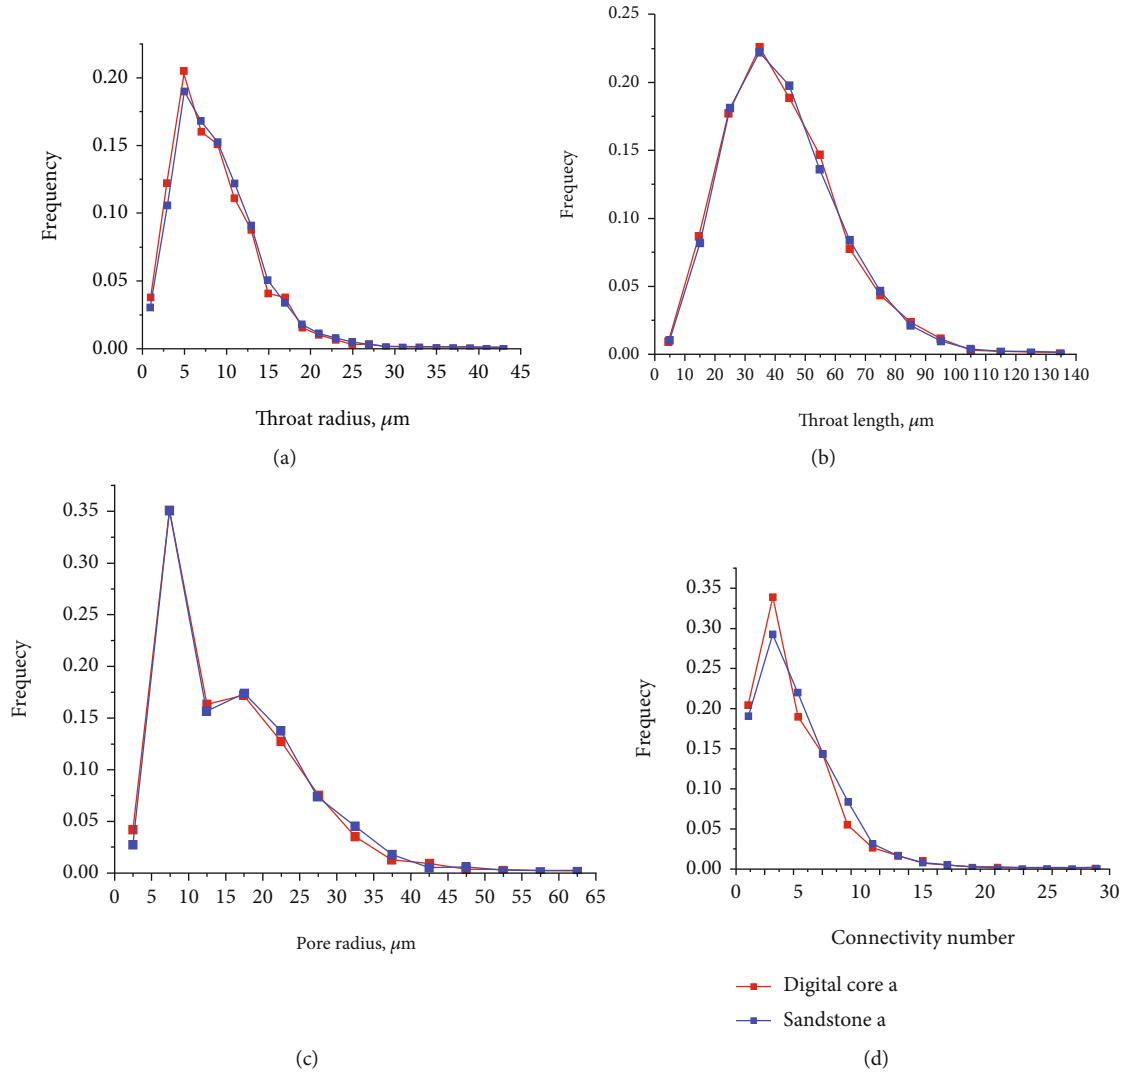 0.20
0.15
0.10
0.05
0.00
Frequency
0 5 10 15 20 25 30 35 40 45
Throat radius, μm
(a)
0.25
0.20
0.15
0.10
0.05
0.00
Frequecy
0 10 20 30 40 50 60 70 80 90 100 110 120 130 140
Throat length, μm
(b)
0.35
0.30
0.25
0.20
0.15
0.10
0.05
0.00
Frequecy
0 5 10 15 20 25 30 35 40 45 50 55 60 65
Pore radius, μm
(c)
0.35
0.30
0.25
0.20
0.15
0.10
0.05
0.00
Frequecy
0 5 10 15 20 25 30
Connectivity number
Digital core a
Sandstone a
(d)